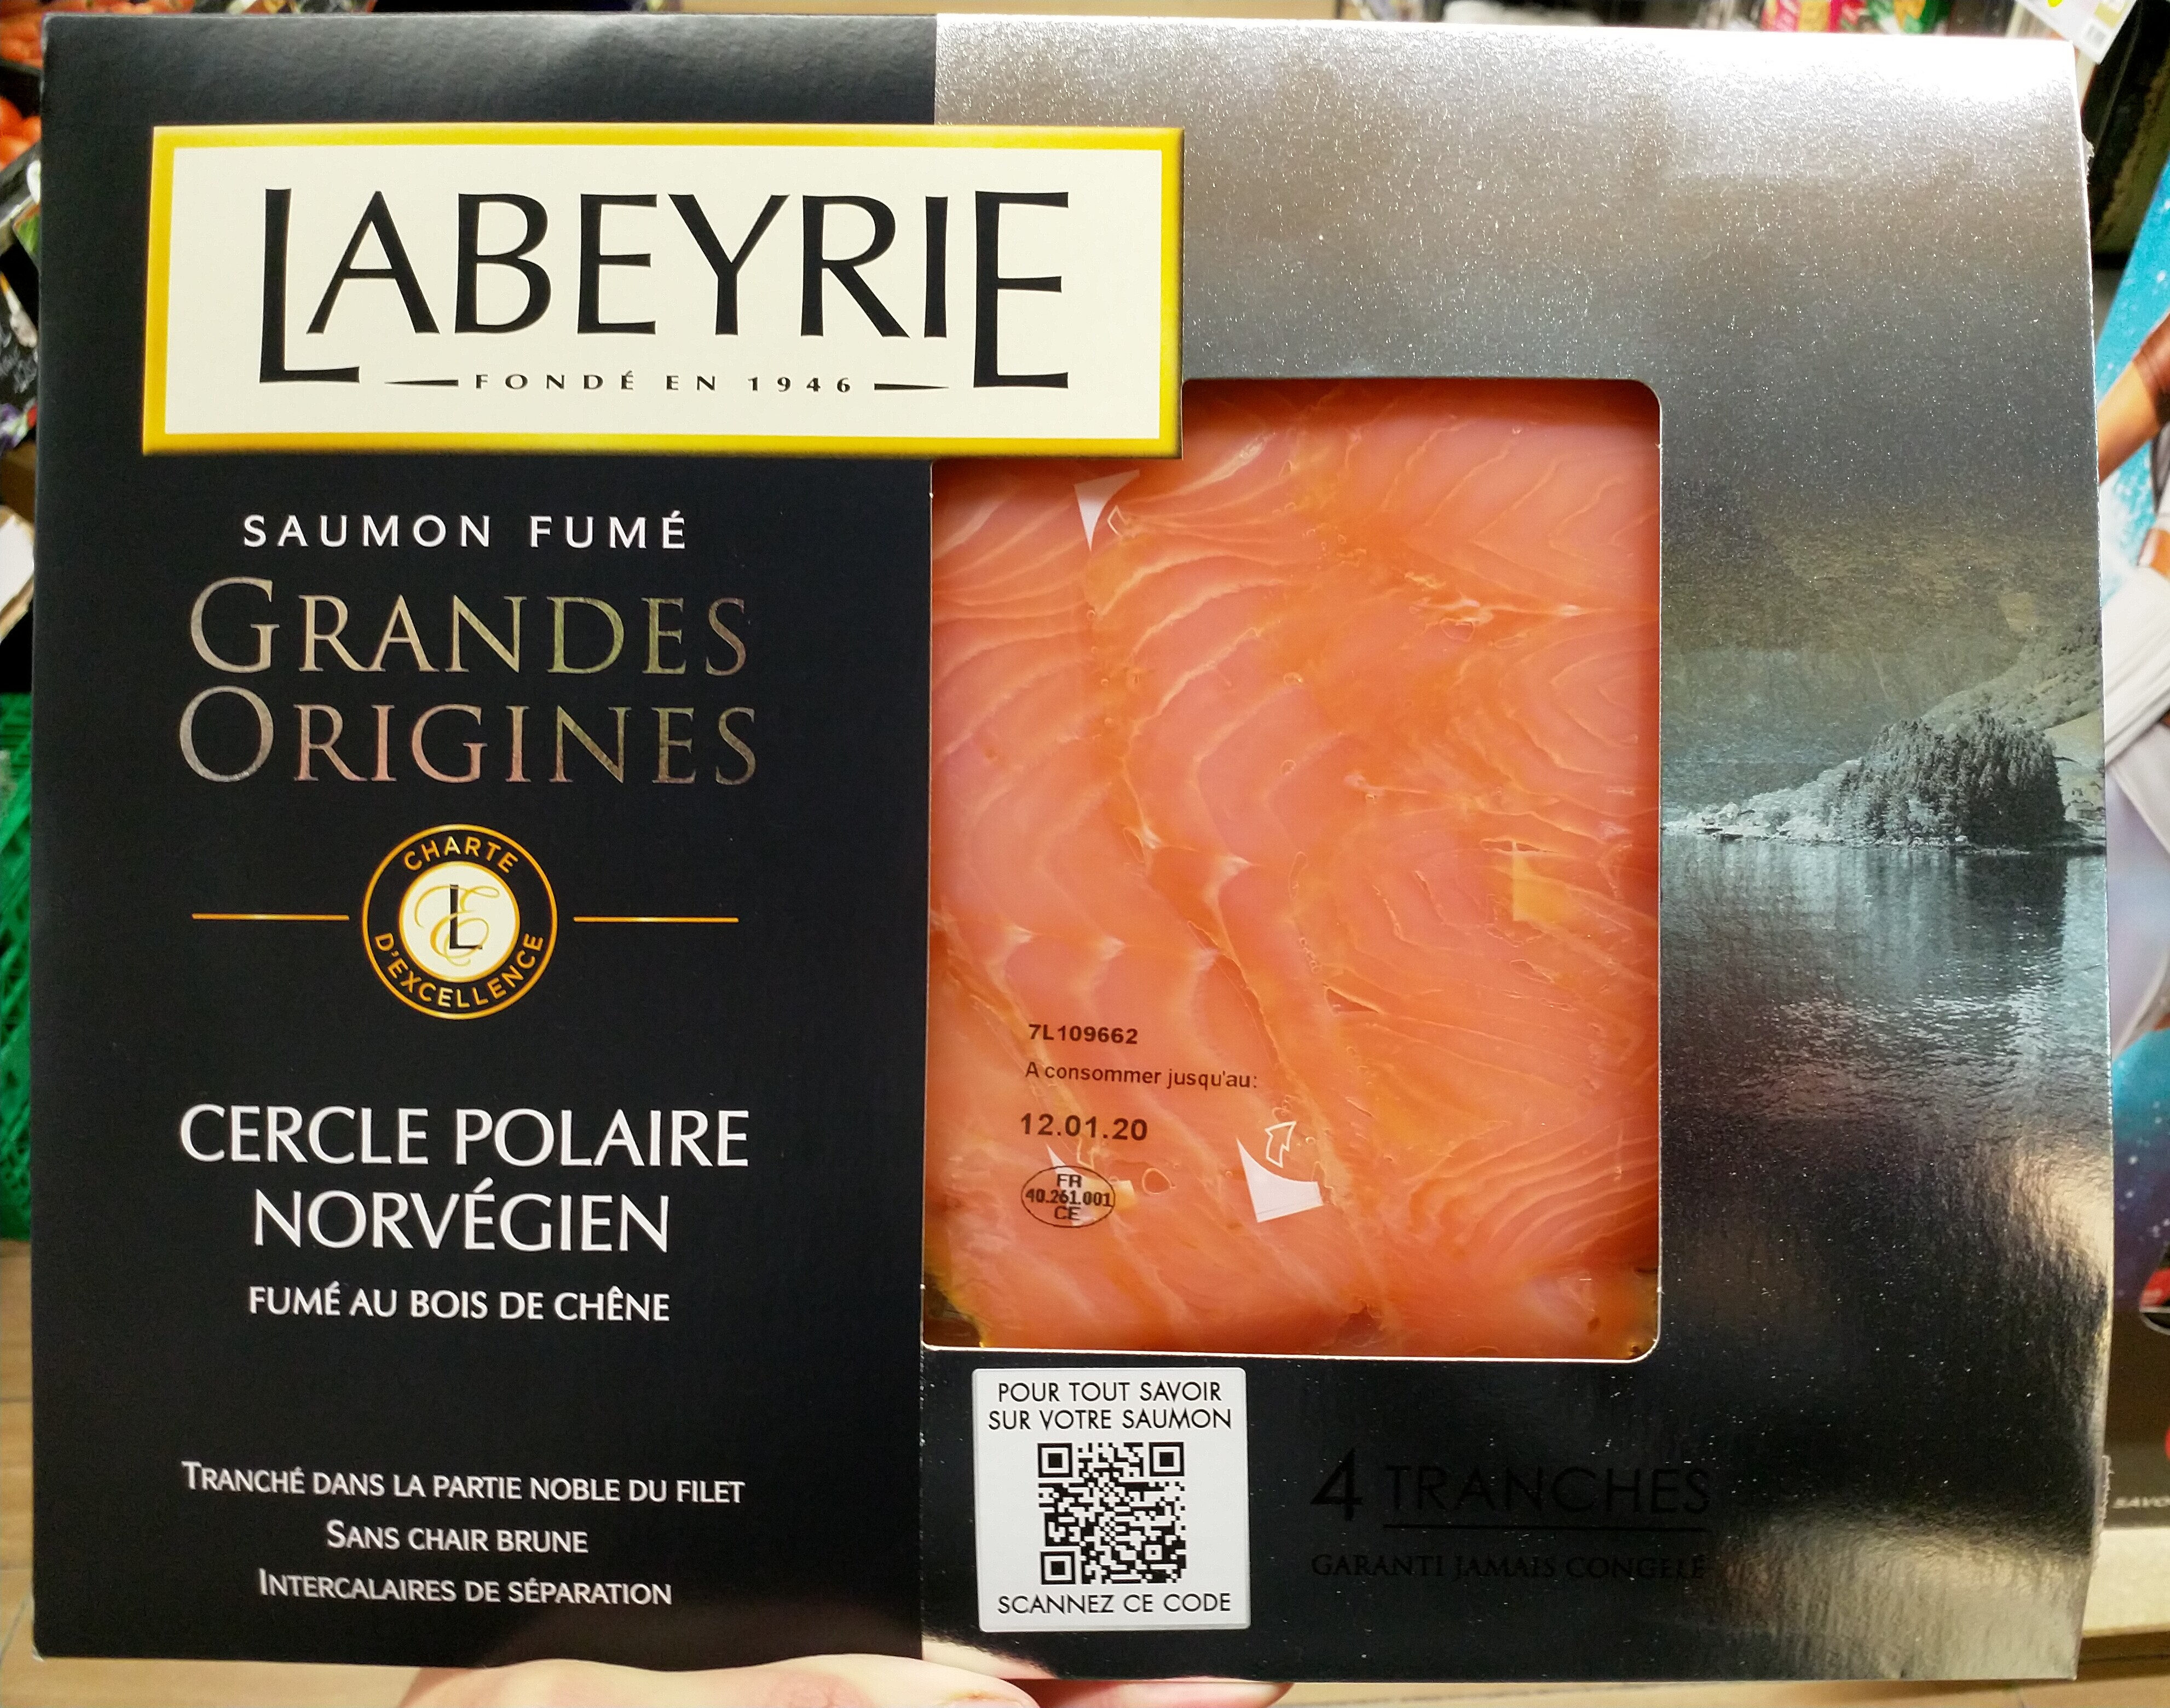 LABEYRIE
FONDÉ EN 1946
SAUMON FUMÉ
GRANDES
ORIGINES
CHARTE
LE
D'EXCELLENCE
CERCLE POLAIRE
NORVÉGIEN
FUMÉ AU BOIS DE CHÊNE
TRANCHÉ DANS LA PARTIE NOBLE DU FILET
SANS CHAIR BRUNE
INTERCALAIRES DE SÉPARATION
7L109662
A consommer jusqu'au:
12.01.20
FR
40.261.001
CE
POUR TOUT SAVOIR
SUR VOTRE SAUMON
SCANNEZ CE CODE
4 TRANCHES
GARANTI JAMAIS CONGELÉ